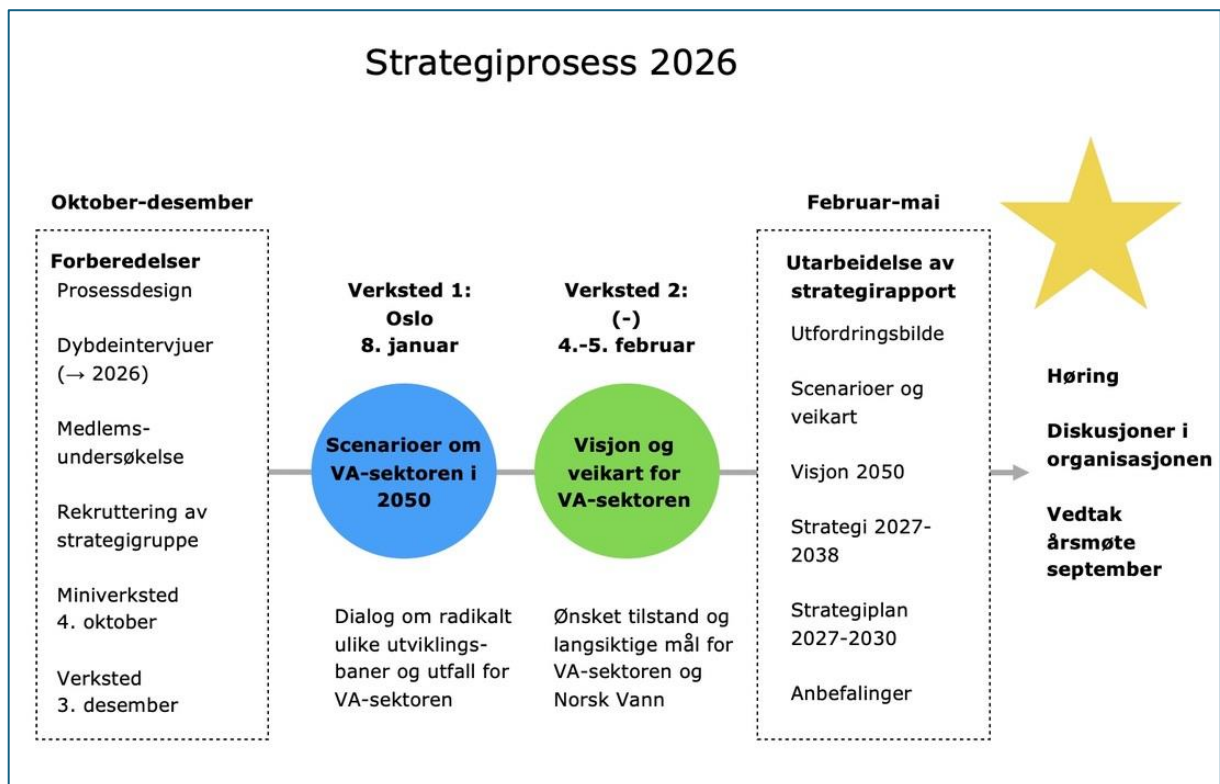 Strategiprosess 2026
Oktober-desember
Forberedelser
Prosessdesign
Dybdeintervjuer
(→ 2026)
Medlems-
undersøkelse
Rekruttering av
strategigruppe
Miniverksted
4. oktober
Verksted
3. desember
Verksted 1:
Oslo
8. januar
Scenarioer om
VA-sektoren i
2050
Dialog om radikalt
ulike utviklings-
baner og utfall for
VA-sektoren
Verksted 2:
(-)
4.-5. februar
Visjon og
veikart for
VA-sektoren
Ønsket tilstand og
langsiktige mål for
VA-sektoren og
Norsk Vann
Februar-mai
Utarbeidelse av
strategirapport
Utfordringsbilde
Scenarioer og
veikart
Visjon 2050
Strategi 2027-
2038
Strategiplan
2027-2030
Anbefalinger
Høring
Diskusjoner i
organisasjonen
Vedtak
årsmøte
september